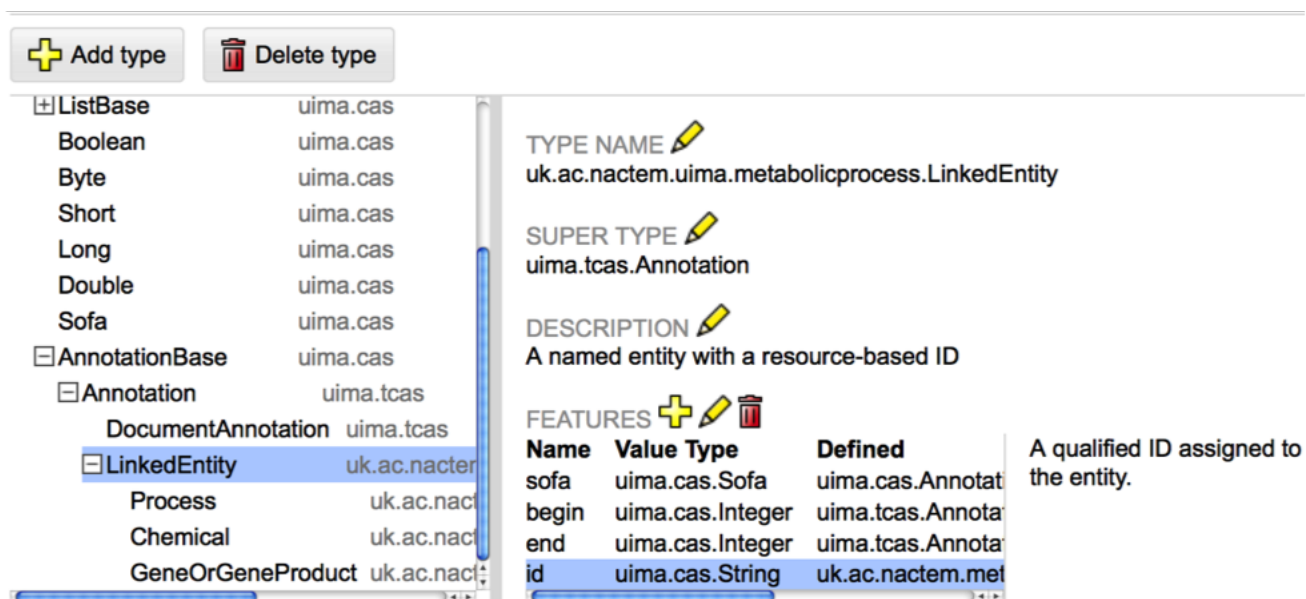 Add type Delete type
ListBase uima.cas
Boolean uima.cas
Byte uima.cas
Short uima.cas
Long uima.cas
Double uima.cas
Sofa uima.cas
AnnotationBase uima.cas
Annotation uima.tcas
DocumentAnnotation uima.tcas
LinkedEntity uk.ac.nacter
Process uk.ac.nact
Chemical uk.ac.nact
GeneOrGeneProduct uk.ac.nact
TYPE NAME
uk.ac.nactem.uima.metabolicprocess.LinkedEntity
SUPER TYPE
uima.tcas.Annotation
DESCRIPTION
A named entity with a resource-based ID
FEATURES
Name Value Type Defined
sofa uima.cas.Sofa uima.cas.Annotati
begin uima.cas.Integer uima.tcas.Annota
end uima.cas.Integer uima.tcas.Annota
id uima.cas.String uk.ac.nactem.met
A qualified ID assigned to
the entity.